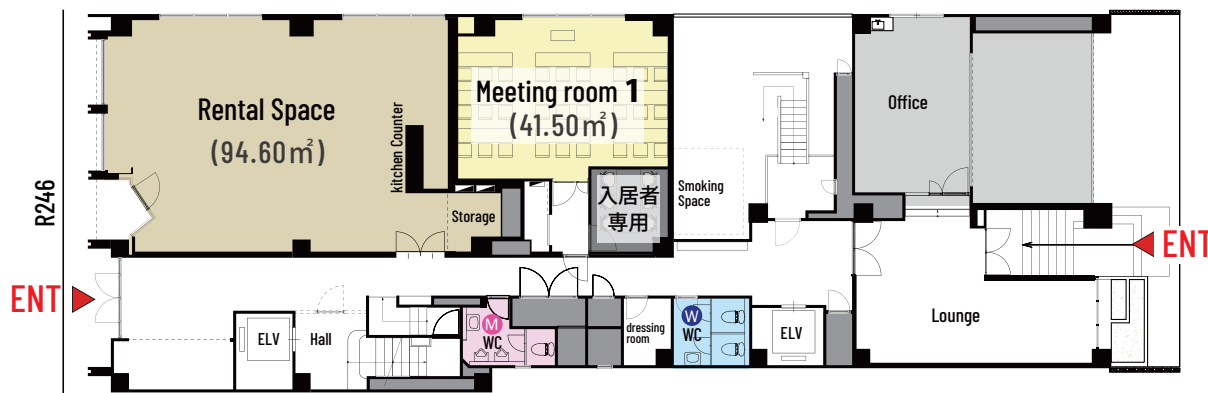 R246
ENT
Rental Space
(94.60㎡)
kitchen Counter
Storage
Meeting room 1
(41.50㎡)
入居者
専用
Smoking
Space
Office
ENT
Lounge
ELV
Hall
M
WC
dressing
room
W
WC
ELV